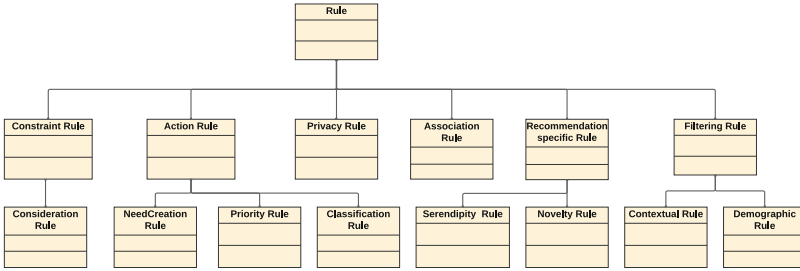 Rule
Constraint Rule
Action Rule
Privacy Rule
Association
Rule
Recommendation
specific Rule
Filtering Rule
Consideration
Rule
NeedCreation
Rule
Priority Rule
Classification
Rule
Serendipity Rule
Novelty Rule
Contextual Rule
Demographic
Rule